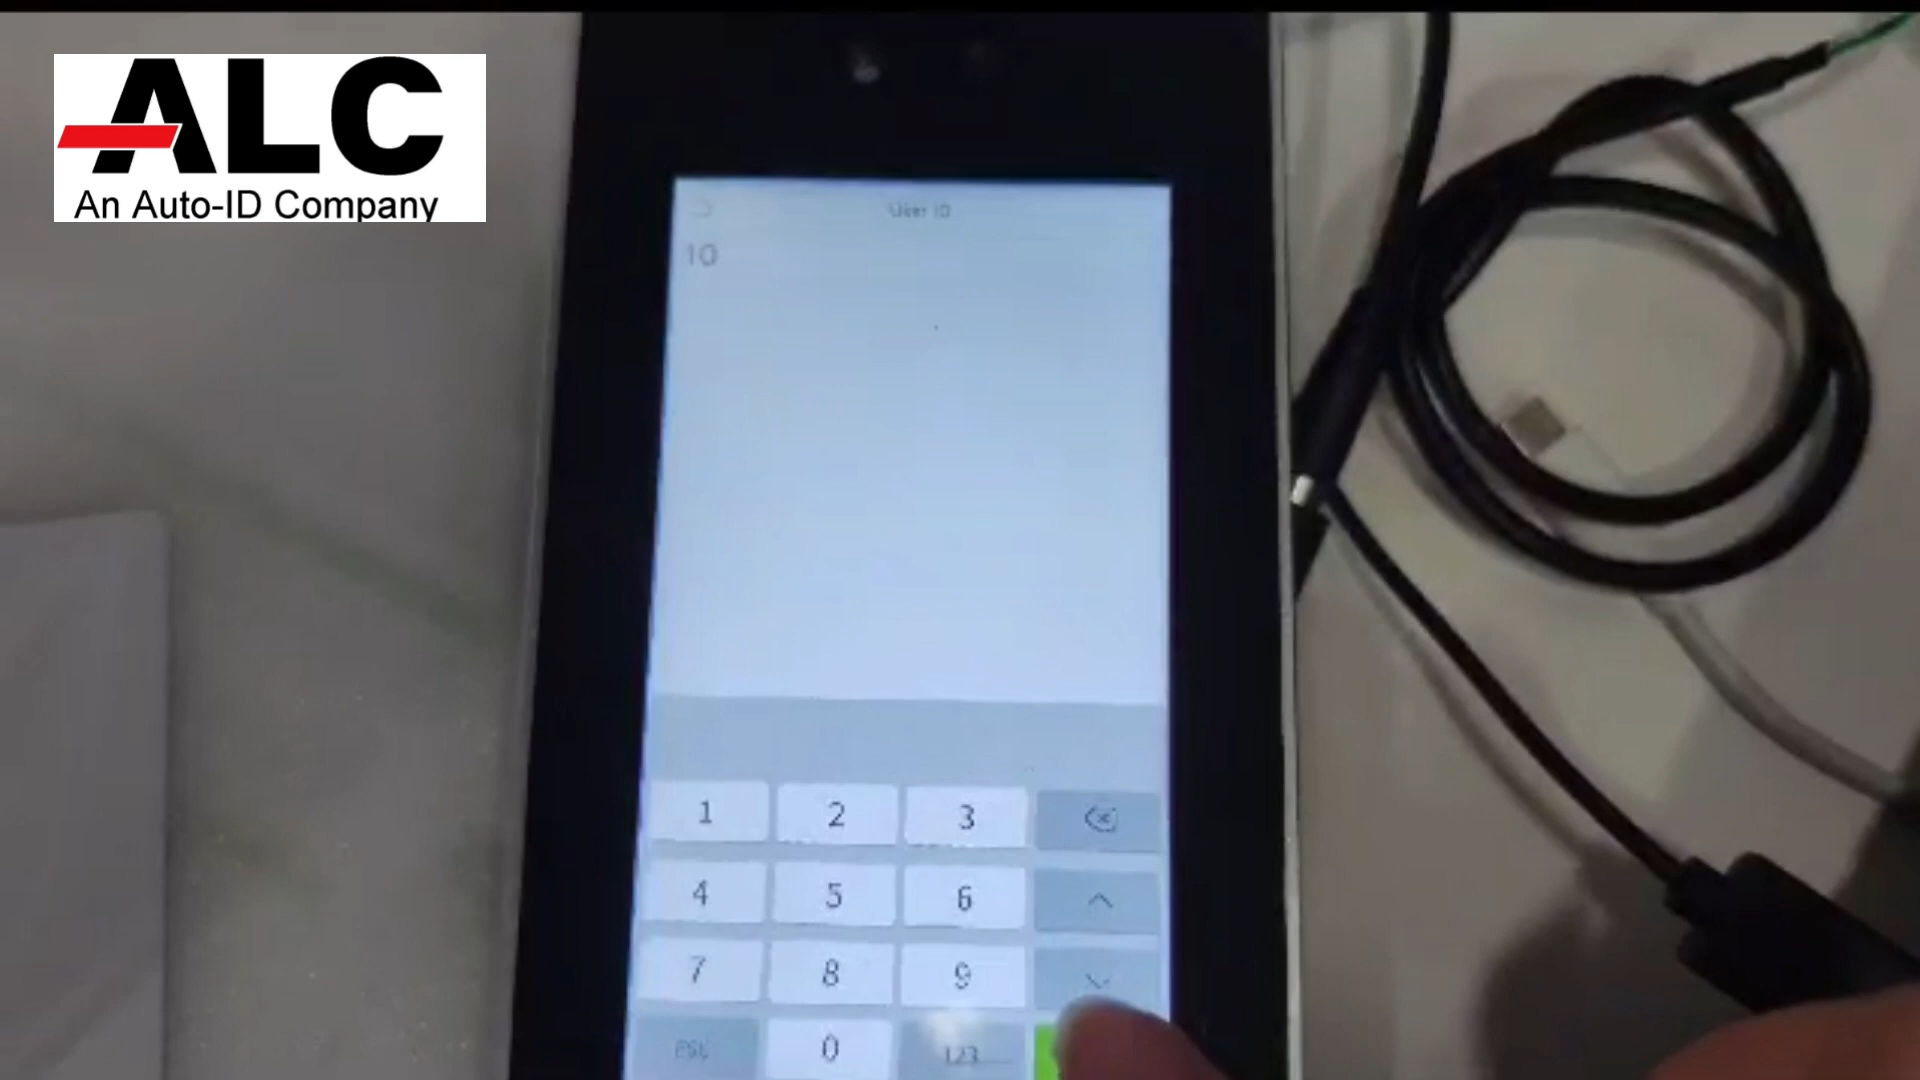 ALC
An Auto-ID Company
User ID
10
1 2 3
4 5 6
7 8 9
ESC 0 123